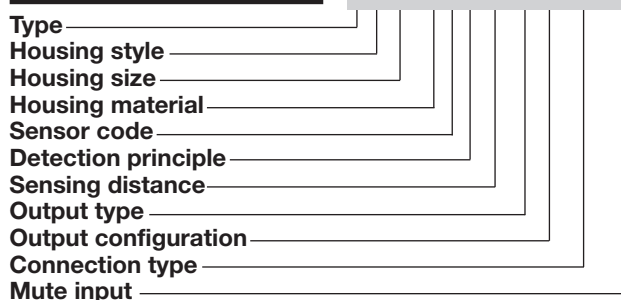 Type
Housing style
Housing size
Housing material
Sensor code
Detection principle
Sensing distance
Output type
Output configuration
Connection type
Mute input